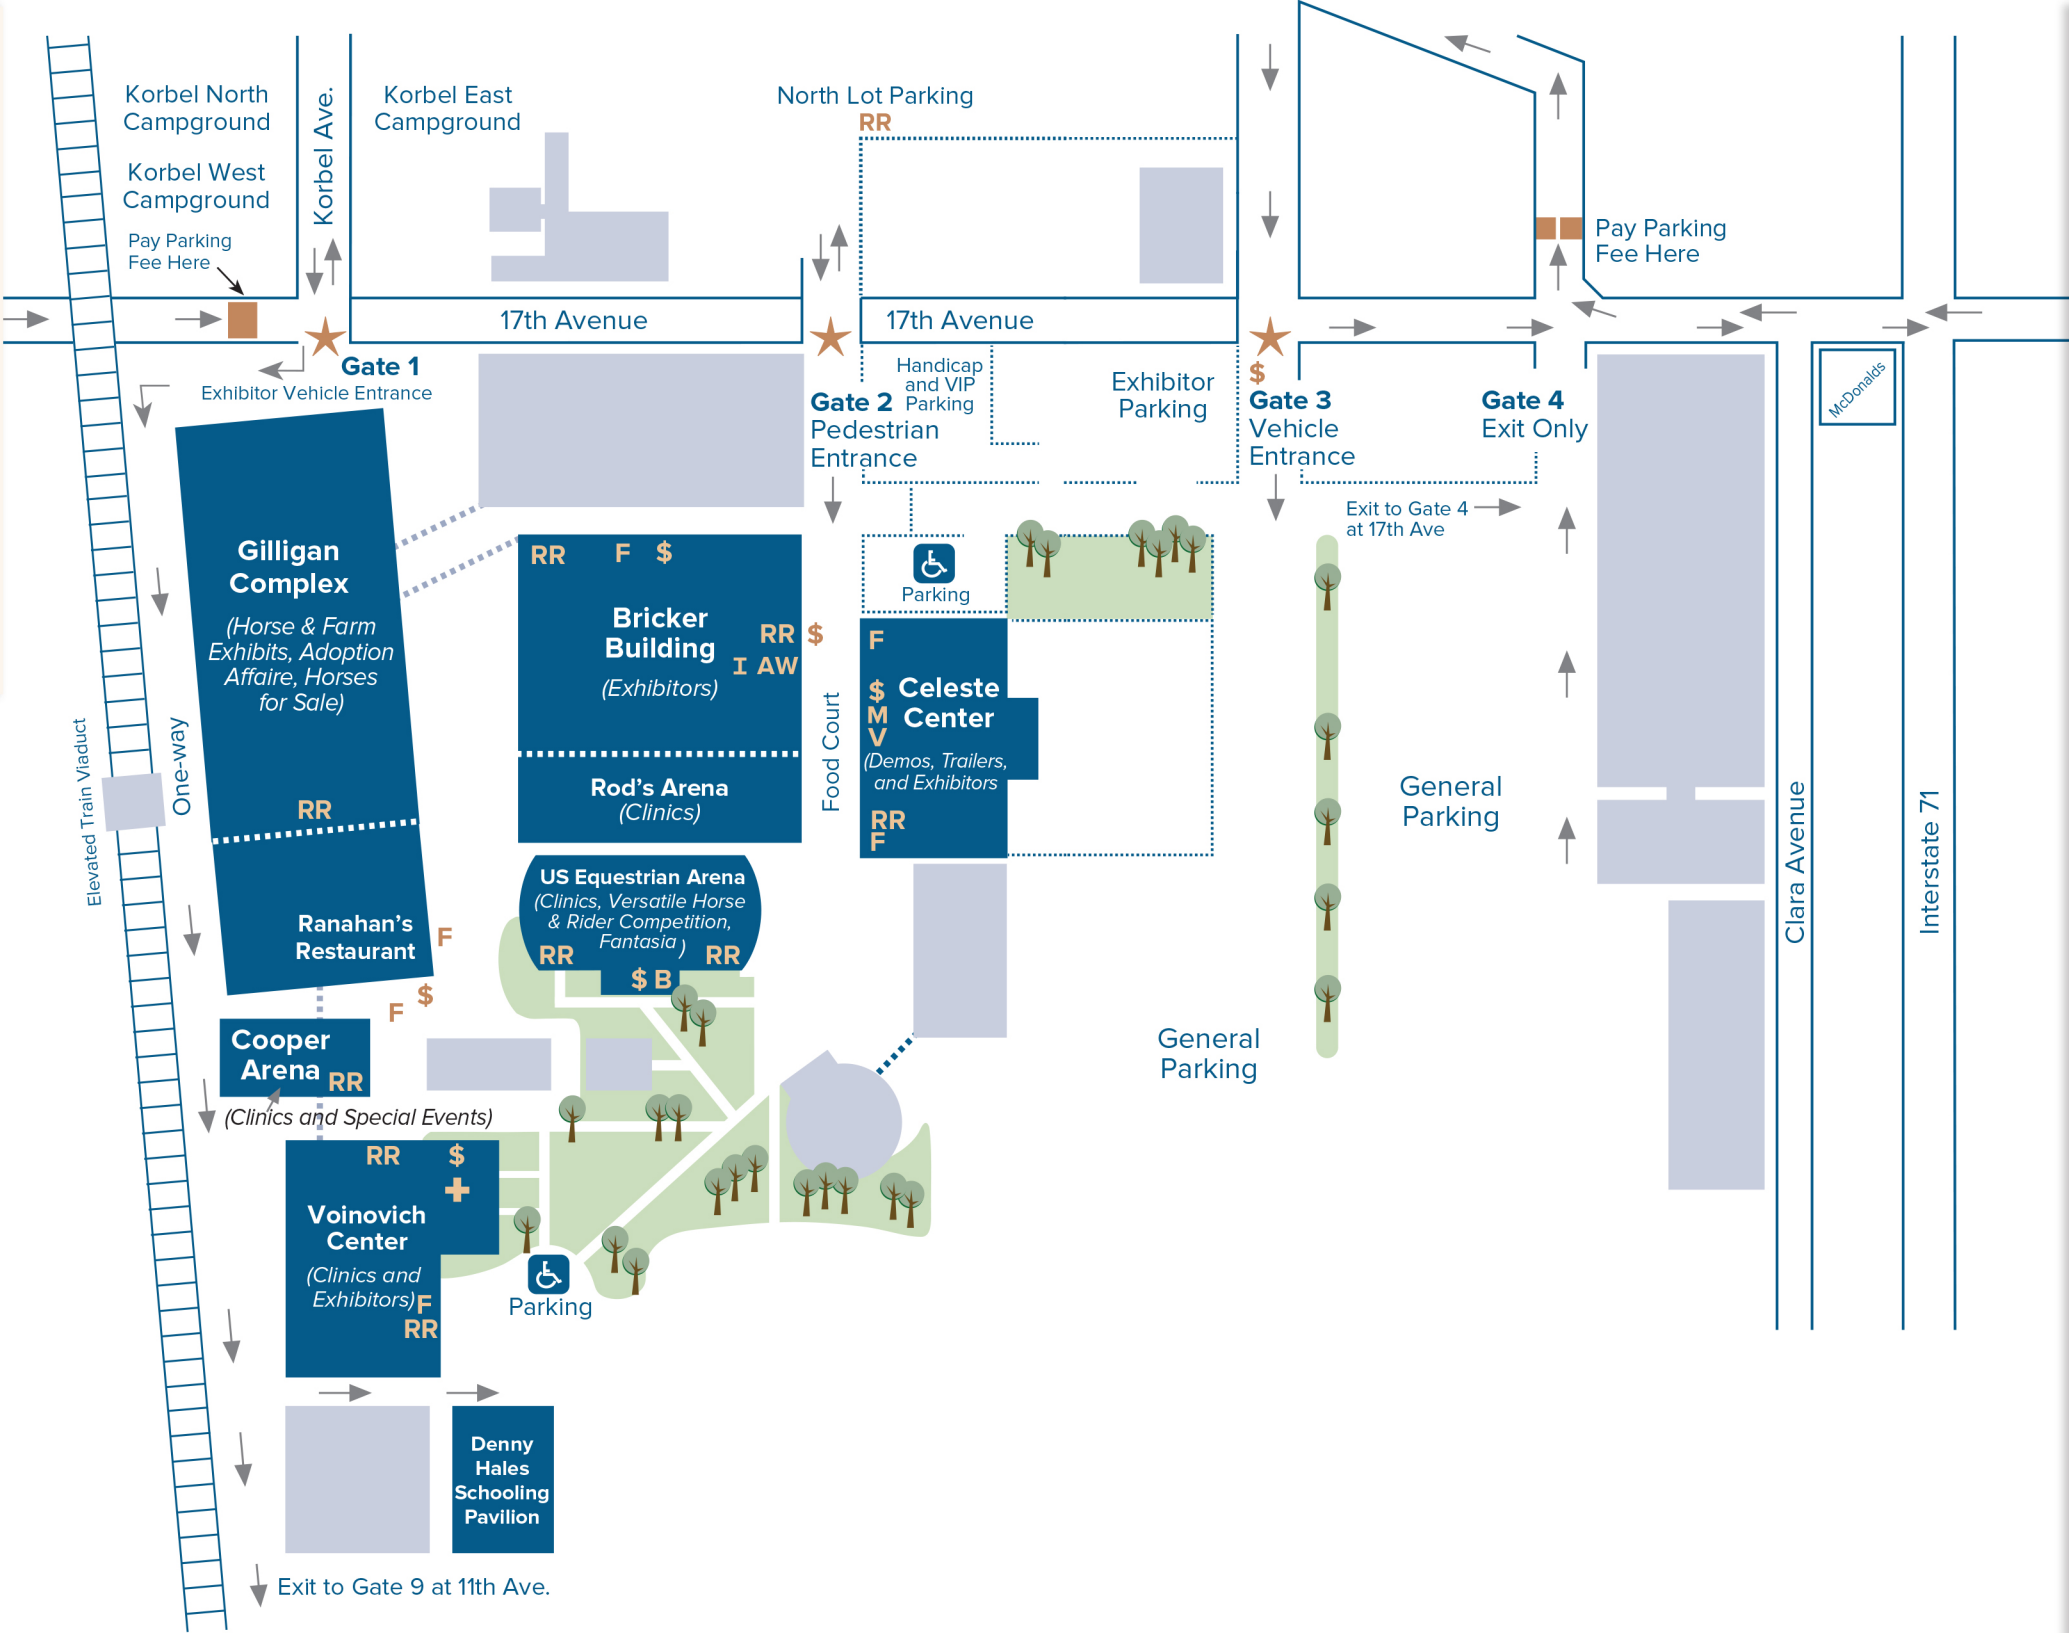 Korbel North
Campground
Korbel West
Campground
Pay Parking
Fee Here
Korbel Ave.
Korbel East
Campground
North Lot Parking
RR
Pay Parking
Fee Here
17th Avenue
17th Avenue
Gate 1
Exhibitor Vehicle Entrance
Gate 2
Pedestrian
Entrance
Handicap
and VIP
Parking
Exhibitor
Parking
$
Gate 3
Vehicle
Entrance
Gate 4
Exit Only
McDonalds
Exit to Gate 4
at 17th Ave
Gilligan
Complex
(Horse & Farm
Exhibits, Adoption
Affaire, Horses
for Sale)
RR
Ranahan's
Restaurant
F
F
$
One-way
Elevated Train Viaduct
RR F $
Bricker
Building
(Exhibitors)
RR $
I AW
Rod's Arena
(Clinics)
Food Court
Parking
F
$
M
V
Celeste
Center
(Demos, Trailers,
and Exhibitors
RR
F
General
Parking
General
Parking
Clara Avenue
Interstate 71
US Equestrian Arena
(Clinics, Versatile Horse
& Rider Competition,
Fantasia )
RR RR
$ B
Cooper
Arena
RR
(Clinics and Special Events)
RR $
Voinovich
Center
(Clinics and
Exhibitors)
F
RR
Parking
Denny
Hales
Schooling
Pavilion
Exit to Gate 9 at 11th Ave.